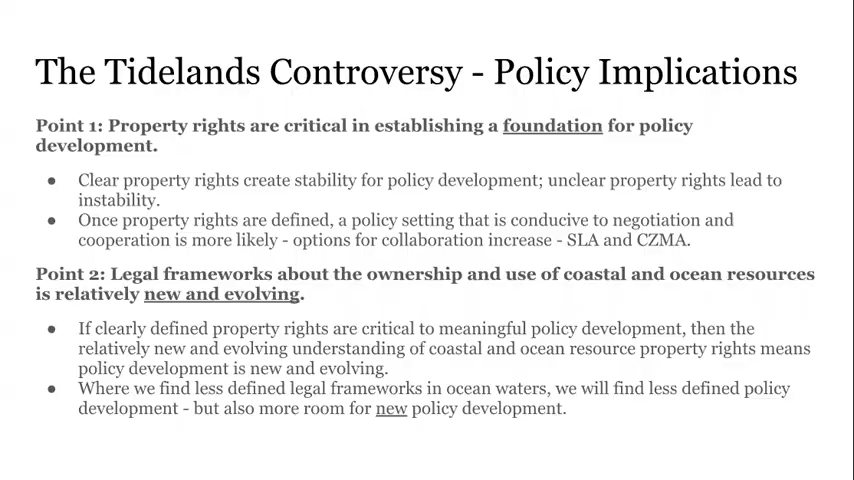 The Tidelands Controversy - Policy Implications
Point 1: Property rights are critical in establishing a foundation for policy
development.
● Clear property rights create stability for policy development; unclear property rights lead to
instability.
● Once property rights are defined, a policy setting that is conducive to negotiation and
cooperation is more likely - options for collaboration increase - SLA and CZMA.
Point 2: Legal frameworks about the ownership and use of coastal and ocean resources
is relatively new and evolving.
● If clearly defined property rights are critical to meaningful policy development, then the
relatively new and evolving understanding of coastal and ocean resource property rights means
policy development is new and evolving.
● Where we find less defined legal frameworks in ocean waters, we will find less defined policy
development - but also more room for new policy development.